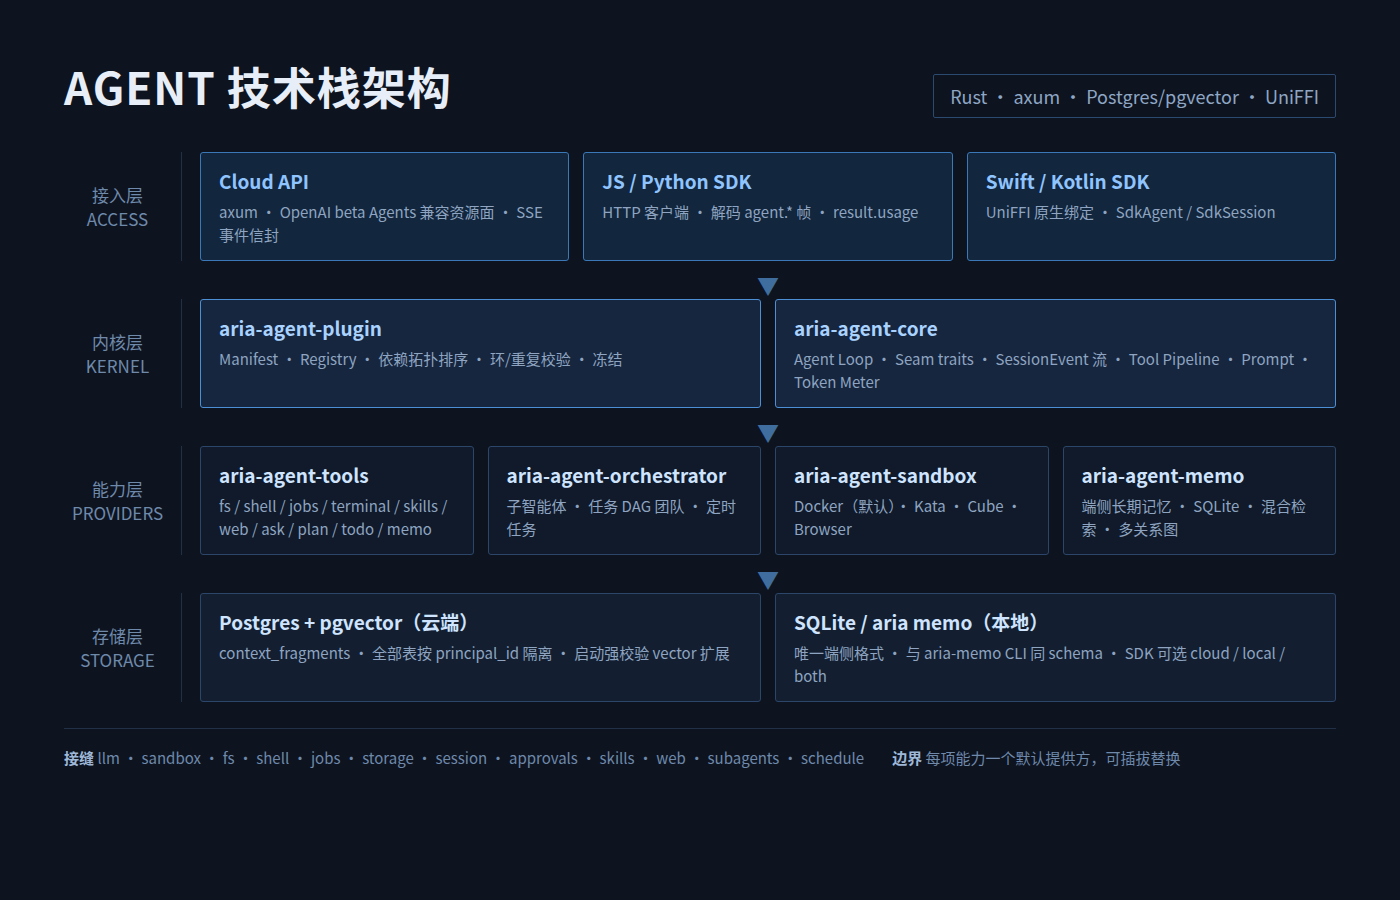 AGENT 技术栈架构
Rust · axum · Postgres/pgvector · UniFFI
接入层
ACCESS
Cloud API
axum · OpenAI beta Agents 兼容资源面 · SSE
事件信封
JS / Python SDK
HTTP 客户端 · 解码 agent.* 帧 · result.usage
Swift / Kotlin SDK
UniFFI 原生绑定 · SdkAgent / SdkSession
内核层
KERNEL
aria-agent-plugin
Manifest · Registry · 依赖拓扑排序 · 环/重复校验 · 冻结
aria-agent-core
Agent Loop · Seam traits · SessionEvent 流 · Tool Pipeline · Prompt ·
Token Meter
能力层
PROVIDERS
aria-agent-tools
fs / shell / jobs / terminal / skills /
web / ask / plan / todo / memo
aria-agent-orchestrator
子智能体 · 任务 DAG 团队 · 定时
任务
aria-agent-sandbox
Docker（默认）· Kata · Cube ·
Browser
aria-agent-memo
端侧长期记忆 · SQLite · 混合检
索 · 多关系图
存储层
STORAGE
Postgres + pgvector（云端）
context_fragments · 全部表按 principal_id 隔离 · 启动强校验 vector 扩展
SQLite / aria memo（本地）
唯一端侧格式 · 与 aria-memo CLI 同 schema · SDK 可选 cloud / local /
both
接缝 llm · sandbox · fs · shell · jobs · storage · session · approvals · skills · web · subagents · schedule 边界 每项能力一个默认提供方，可插拔替换